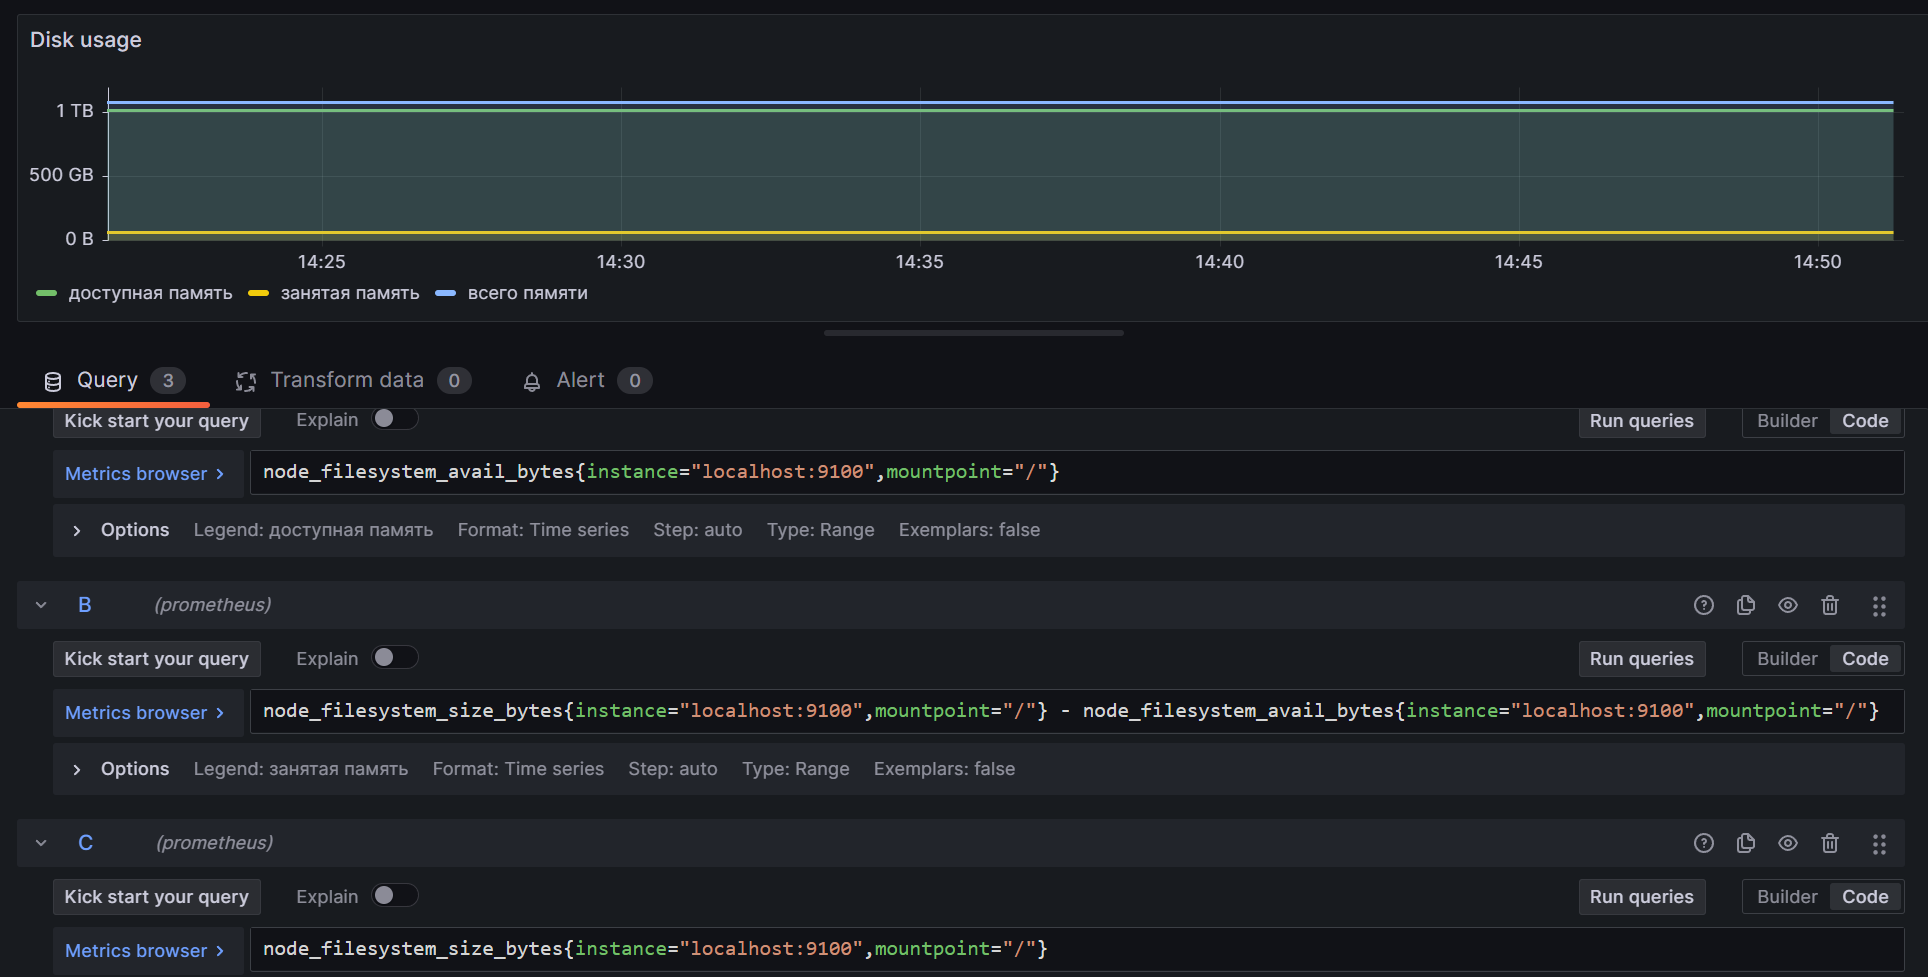 Disk usage
1 TB
500 GB
0 B
14:25 14:30 14:35 14:40 14:45 14:50
доступная память занятая память всего пямяти
Query 3 Transform data 0 Alert 0
Kick start your query Explain Run queries Builder Code
Metrics browser > node_filesystem_avail_bytes{instance="localhost:9100",mountpoint="/"}
> Options Legend: доступная память Format: Time series Step: auto Type: Range Exemplars: false
B (prometheus)
Kick start your query Explain Run queries Builder Code
Metrics browser > node_filesystem_size_bytes{instance="localhost:9100",mountpoint="/"} - node_filesystem_avail_bytes{instance="localhost:9100",mountpoint="/"}
> Options Legend: занятая память Format: Time series Step: auto Type: Range Exemplars: false
C (prometheus)
Kick start your query Explain Run queries Builder Code
Metrics browser > node_filesystem_size_bytes{instance="localhost:9100",mountpoint="/"}